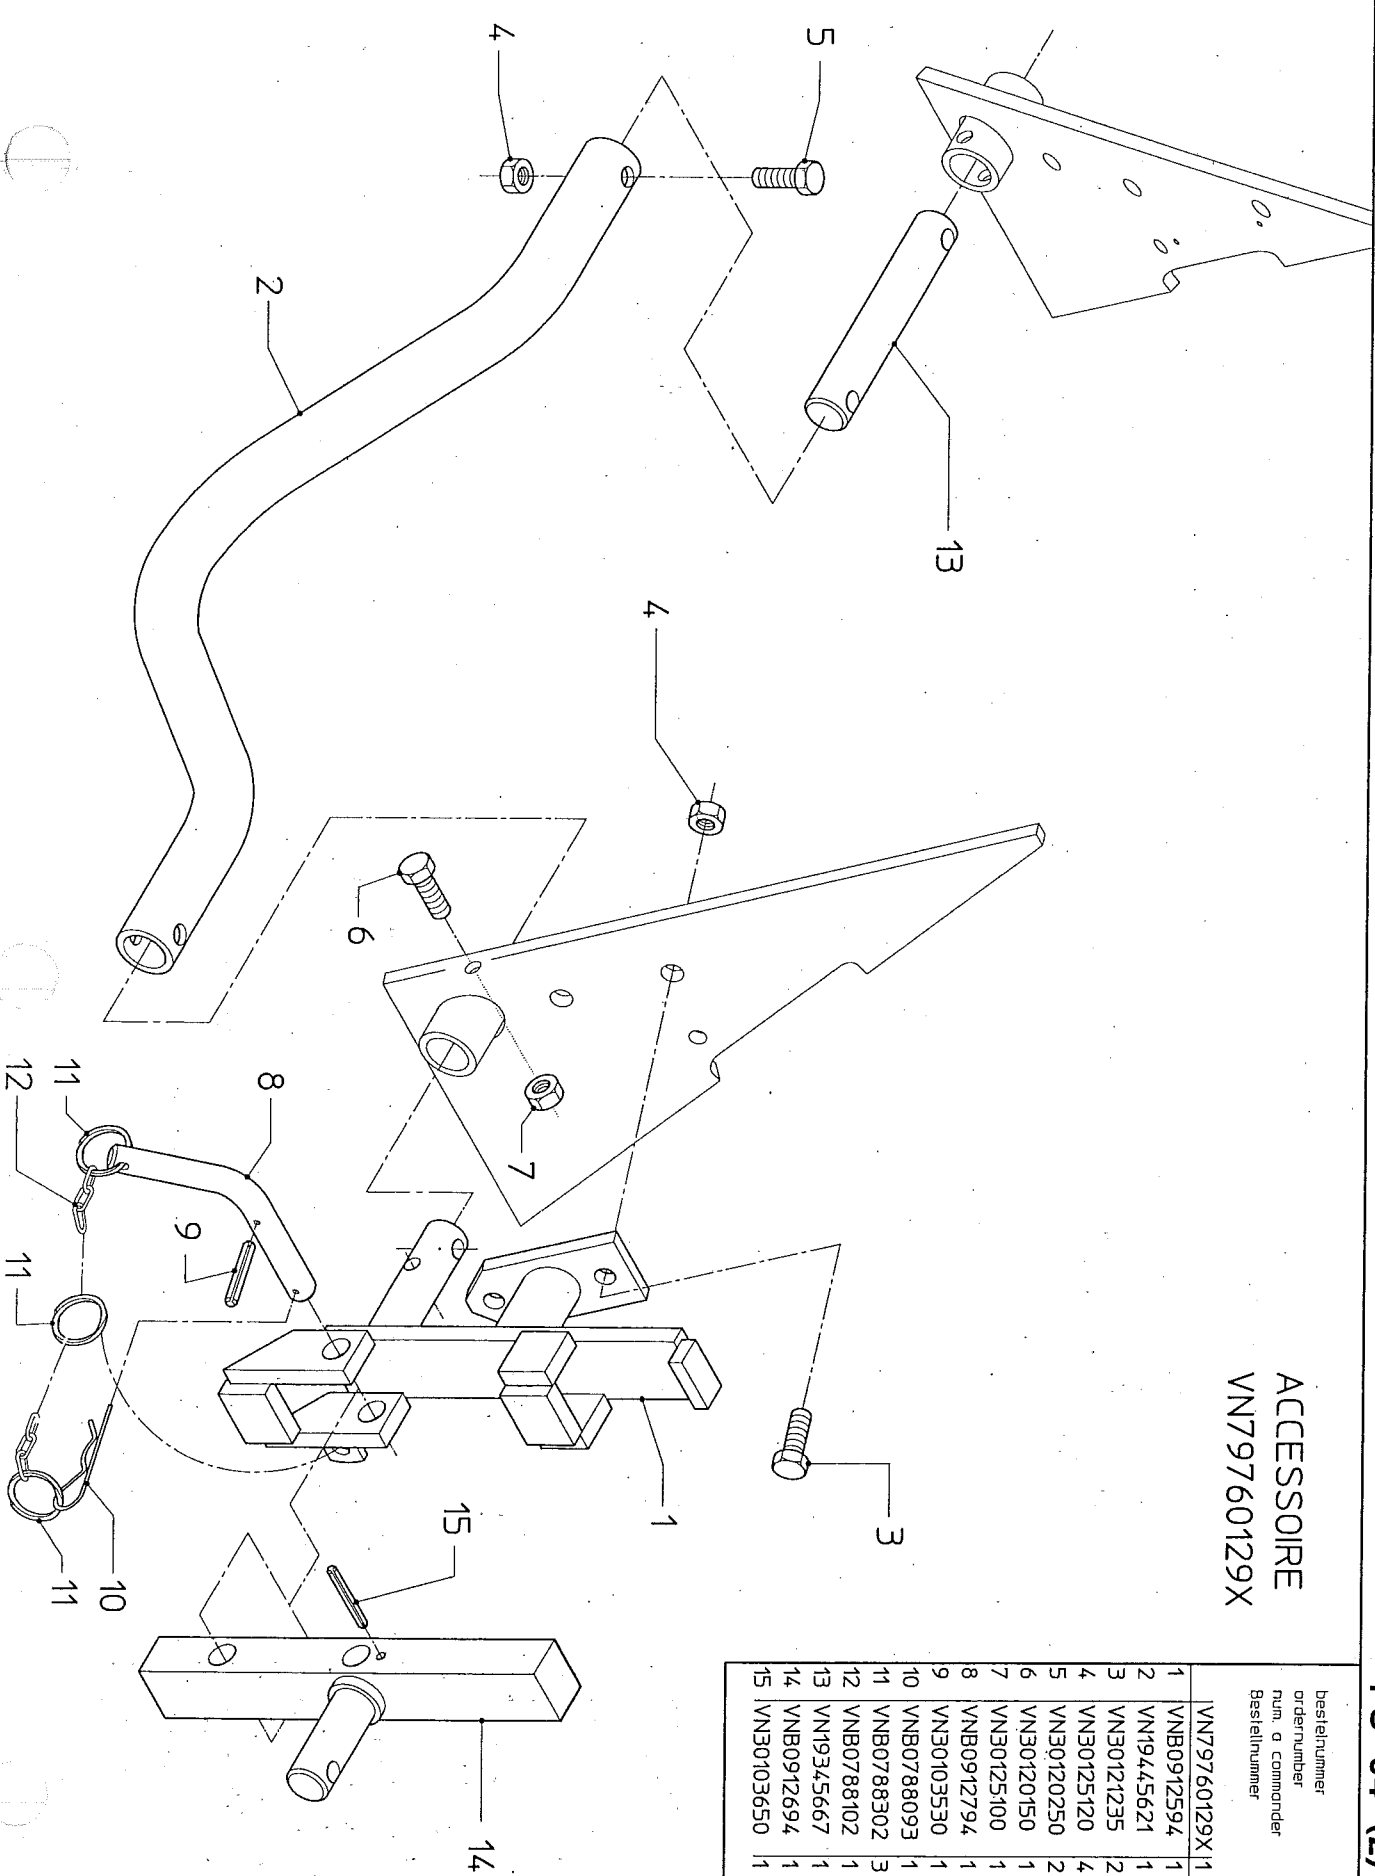 ACCESSOIRE
VN79760129X
bestelnummer
ordernumber
num. a commander
Bestellnummer
VN79760129X 1
1 VNB0912594 1
2 VN19445621 1
3 VN30121235 2
4 VN30125120 4
5 VN30120250 2
6 VN30120150 1
7 VN30125100 1
8 VNB0912794 1
9 VN30103530 1
10 VNB0788093 1
11 VNB0788302 3
12 VNB0788102 1
13 VN19345667 1
14 VNB0912694 1
15 VN30103650 1
5
4
13
2
4
6
7
3
1
8
11
12
9
11
10
11
15
14